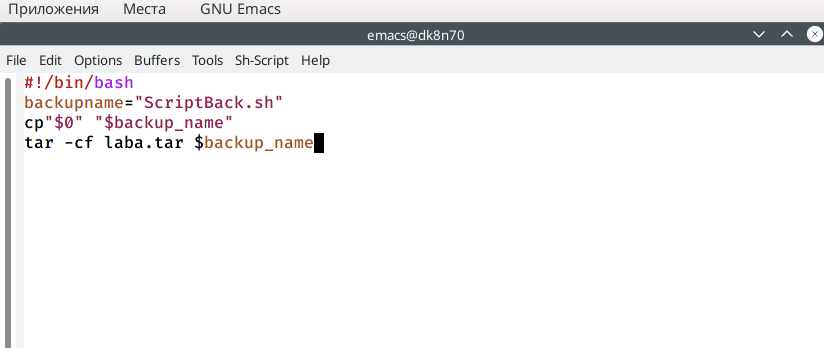 Приложения Места GNU Emacs
emacs@dk8n70
File Edit Options Buffers Tools Sh-Script Help
#!/bin/bash
backupname="ScriptBack.sh"
cp"$0" "$backup_name"
tar -cf laba.tar $backup_name